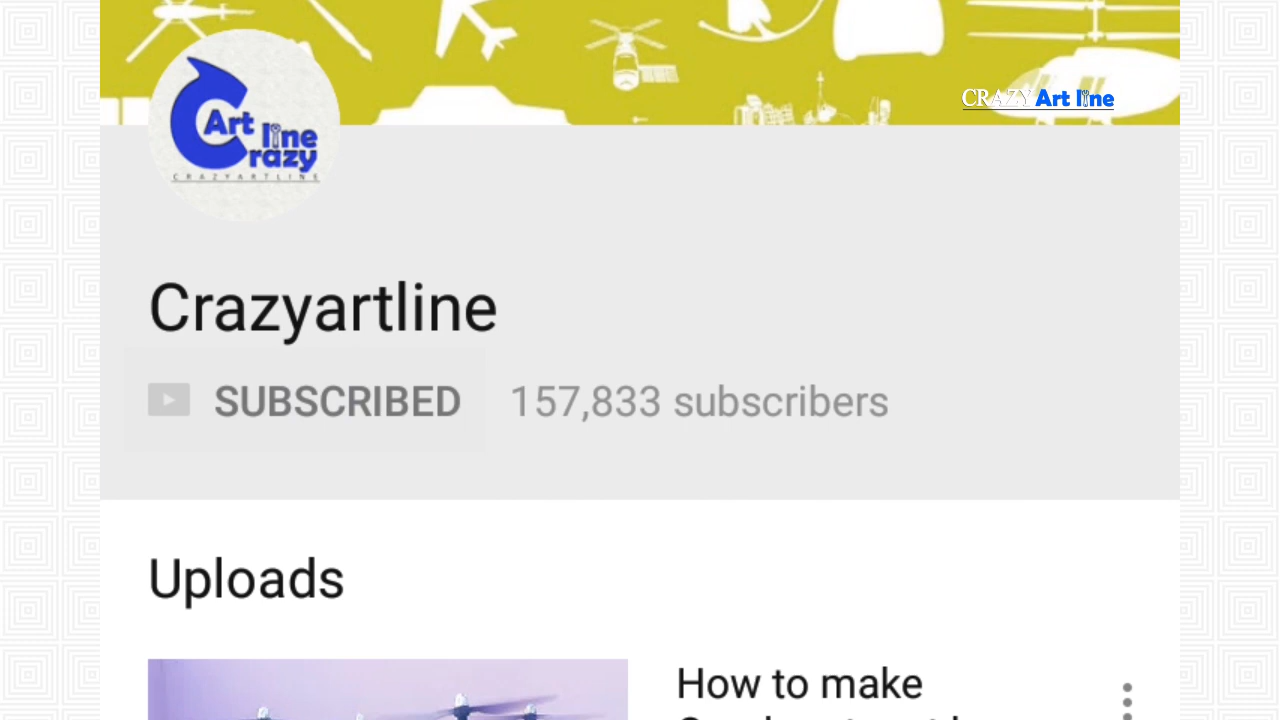 CRAZY Art line
Art line
Crazy
CRAZYARTLINE
Crazyartline
SUBSCRIBED 157,833 subscribers
Uploads
How to make